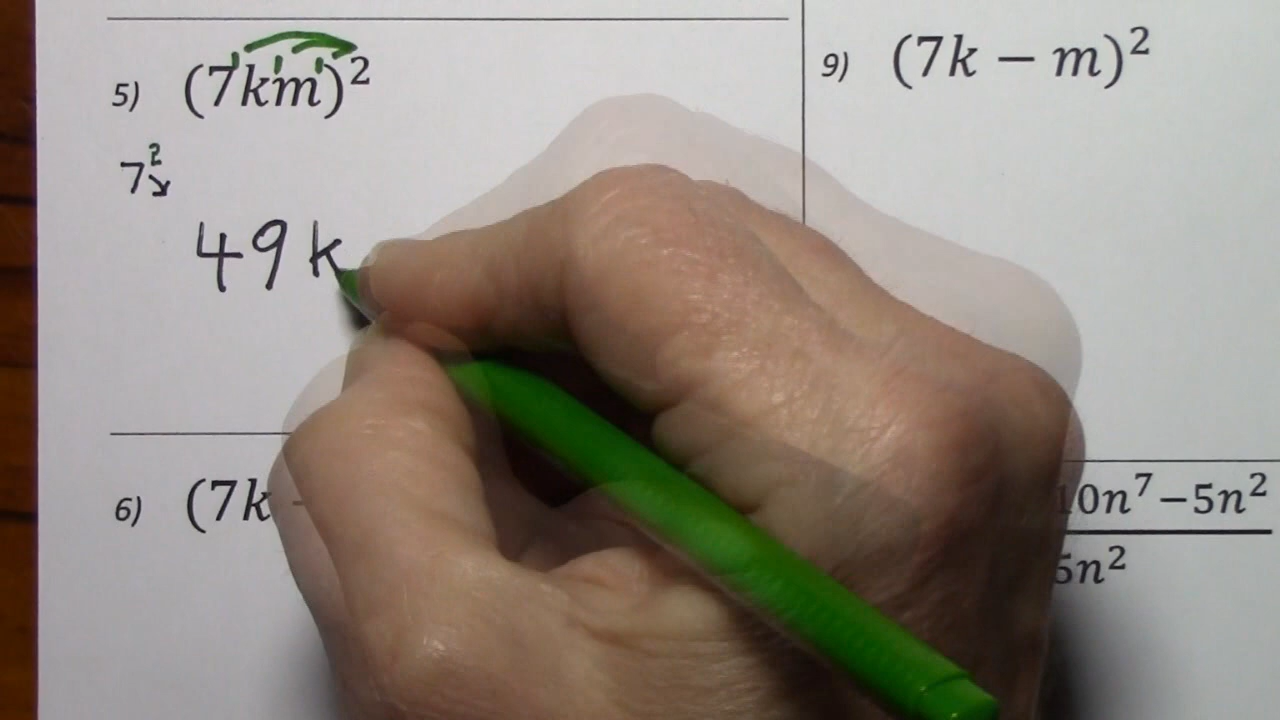 5) (7km)²
7²
49k
6) (7k -
9) (7k − m)²
10n⁷−5n²
5n²